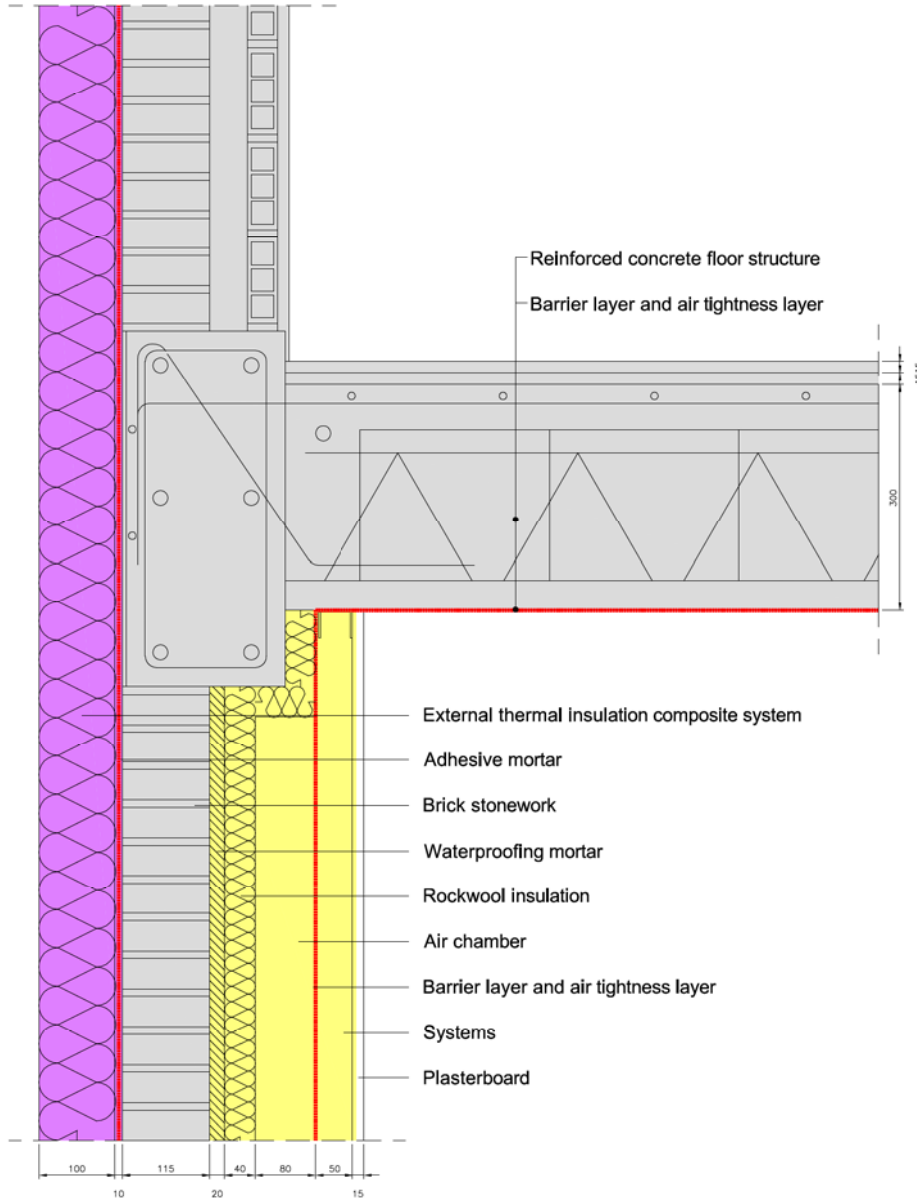 Reinforced concrete floor structure
Barrier layer and air tightness layer
300
External thermal insulation composite system
Adhesive mortar
Brick stonework
Waterproofing mortar
Rockwool insulation
Air chamber
Barrier layer and air tightness layer
Systems
Plasterboard
100 115 40 80 50
10 20 15